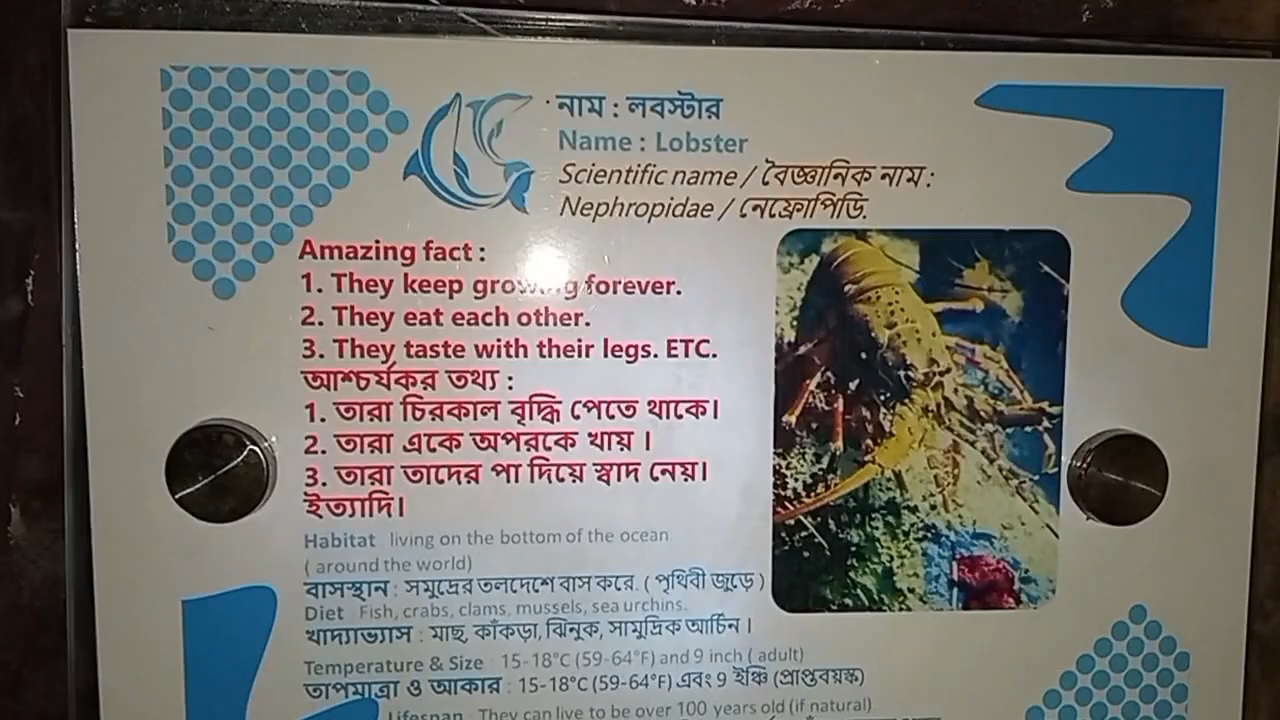 নাম : লবস্টার
Name : Lobster
Scientific name / বৈজ্ঞানিক নাম :
Nephropidae / নেফ্রোপিডি.
Amazing fact :
1. They keep growing forever.
2. They eat each other.
3. They taste with their legs. ETC.
আশ্চর্যকর তথ্য :
1. তারা চিরকাল বৃদ্ধি পেতে থাকে।
2. তারা একে অপরকে খায় ।
3. তারা তাদের পা দিয়ে স্বাদ নেয়।
ইত্যাদি।
Habitat living on the bottom of the ocean
( around the world)
বাসস্থান : সমুদ্রের তলদেশে বাস করে. ( পৃথিবী জুড়ে )
Diet Fish, crabs, clams, mussels, sea urchins.
খাদ্যাভ্যাস : মাছ, কাঁকড়া, ঝিনুক, সামুদ্রিক আর্চিন ।
Temperature & Size : 15-18°C (59-64°F) and 9 inch ( adult)
তাপমাত্রা ও আকার : 15-18°C (59-64°F) এবং 9 ইঞ্চি (প্রাপ্তবয়স্ক)
Lifespan They can live to be over 100 years old (if natural)